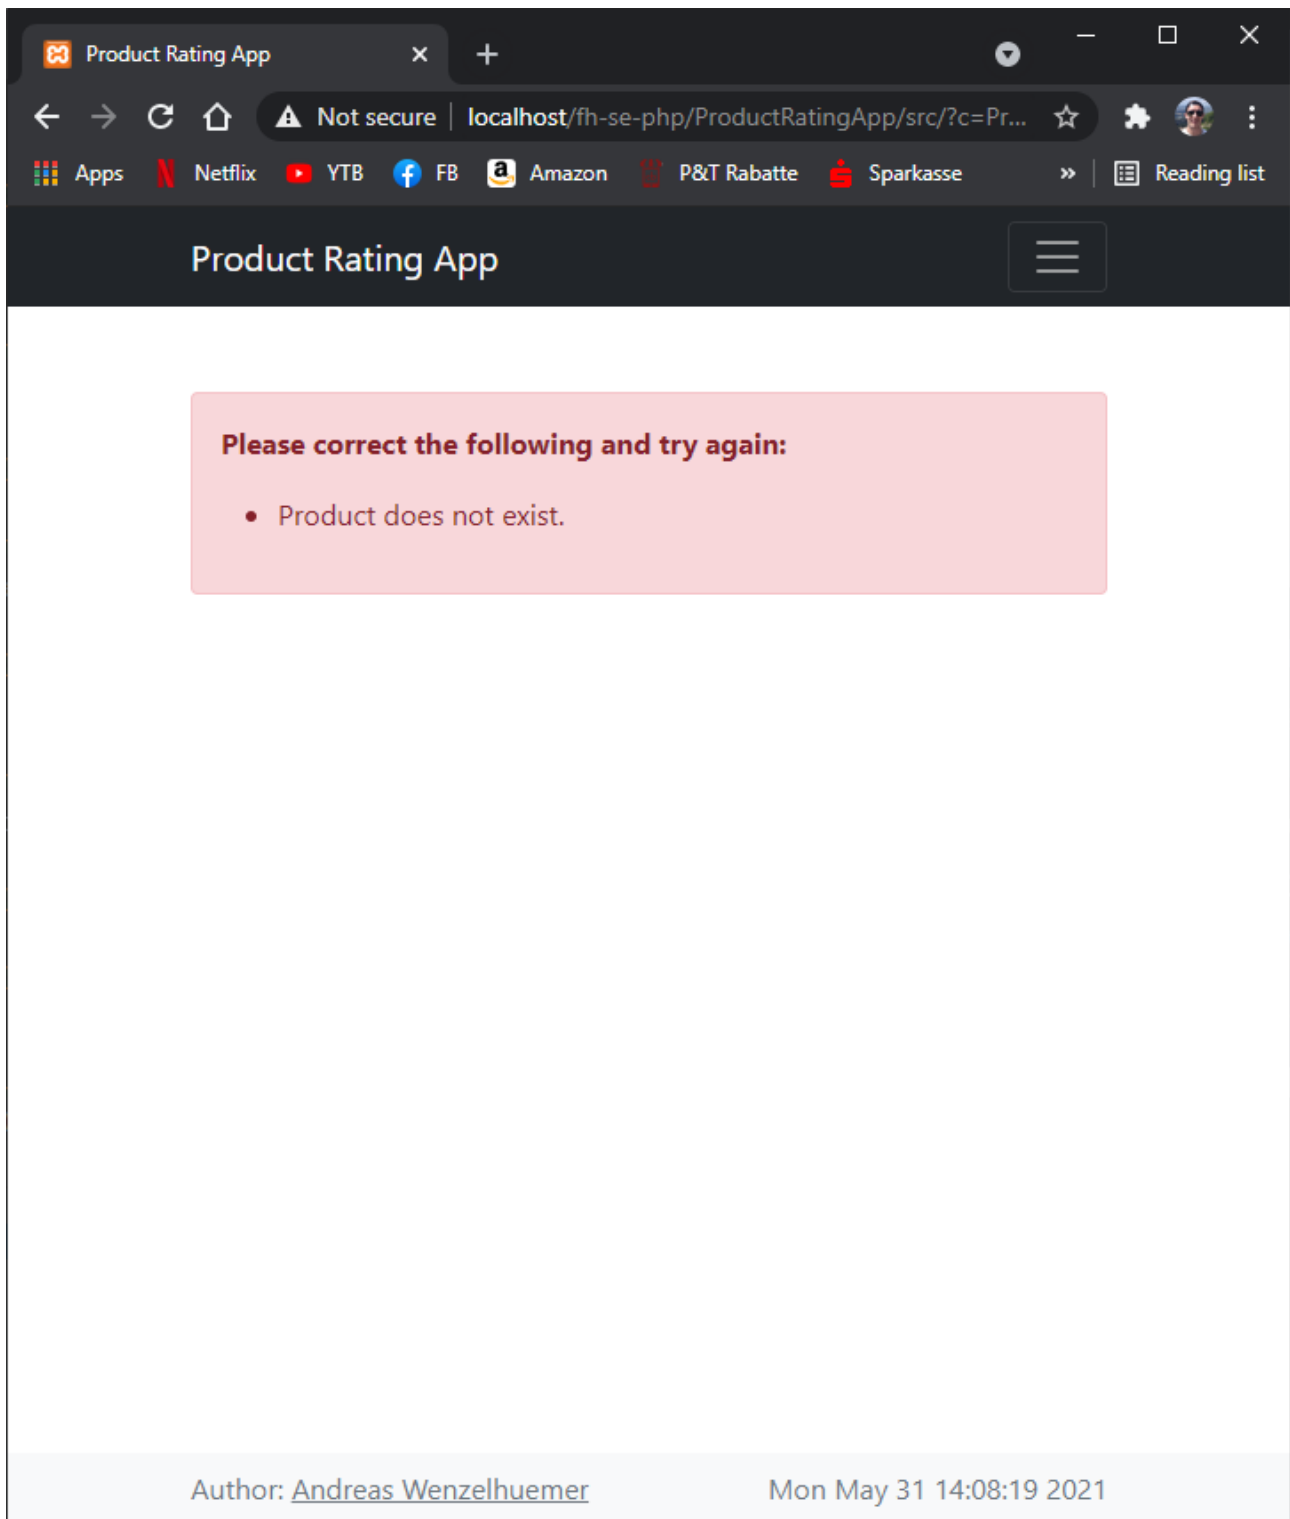 Product Rating App
Not secure | localhost/fh-se-php/ProductRatingApp/src/?c=Pr...
Apps Netflix YTB FB Amazon P&T Rabatte Sparkasse » Reading list
Product Rating App
Please correct the following and try again:
• Product does not exist.
Author: Andreas Wenzelhuemer Mon May 31 14:08:19 2021